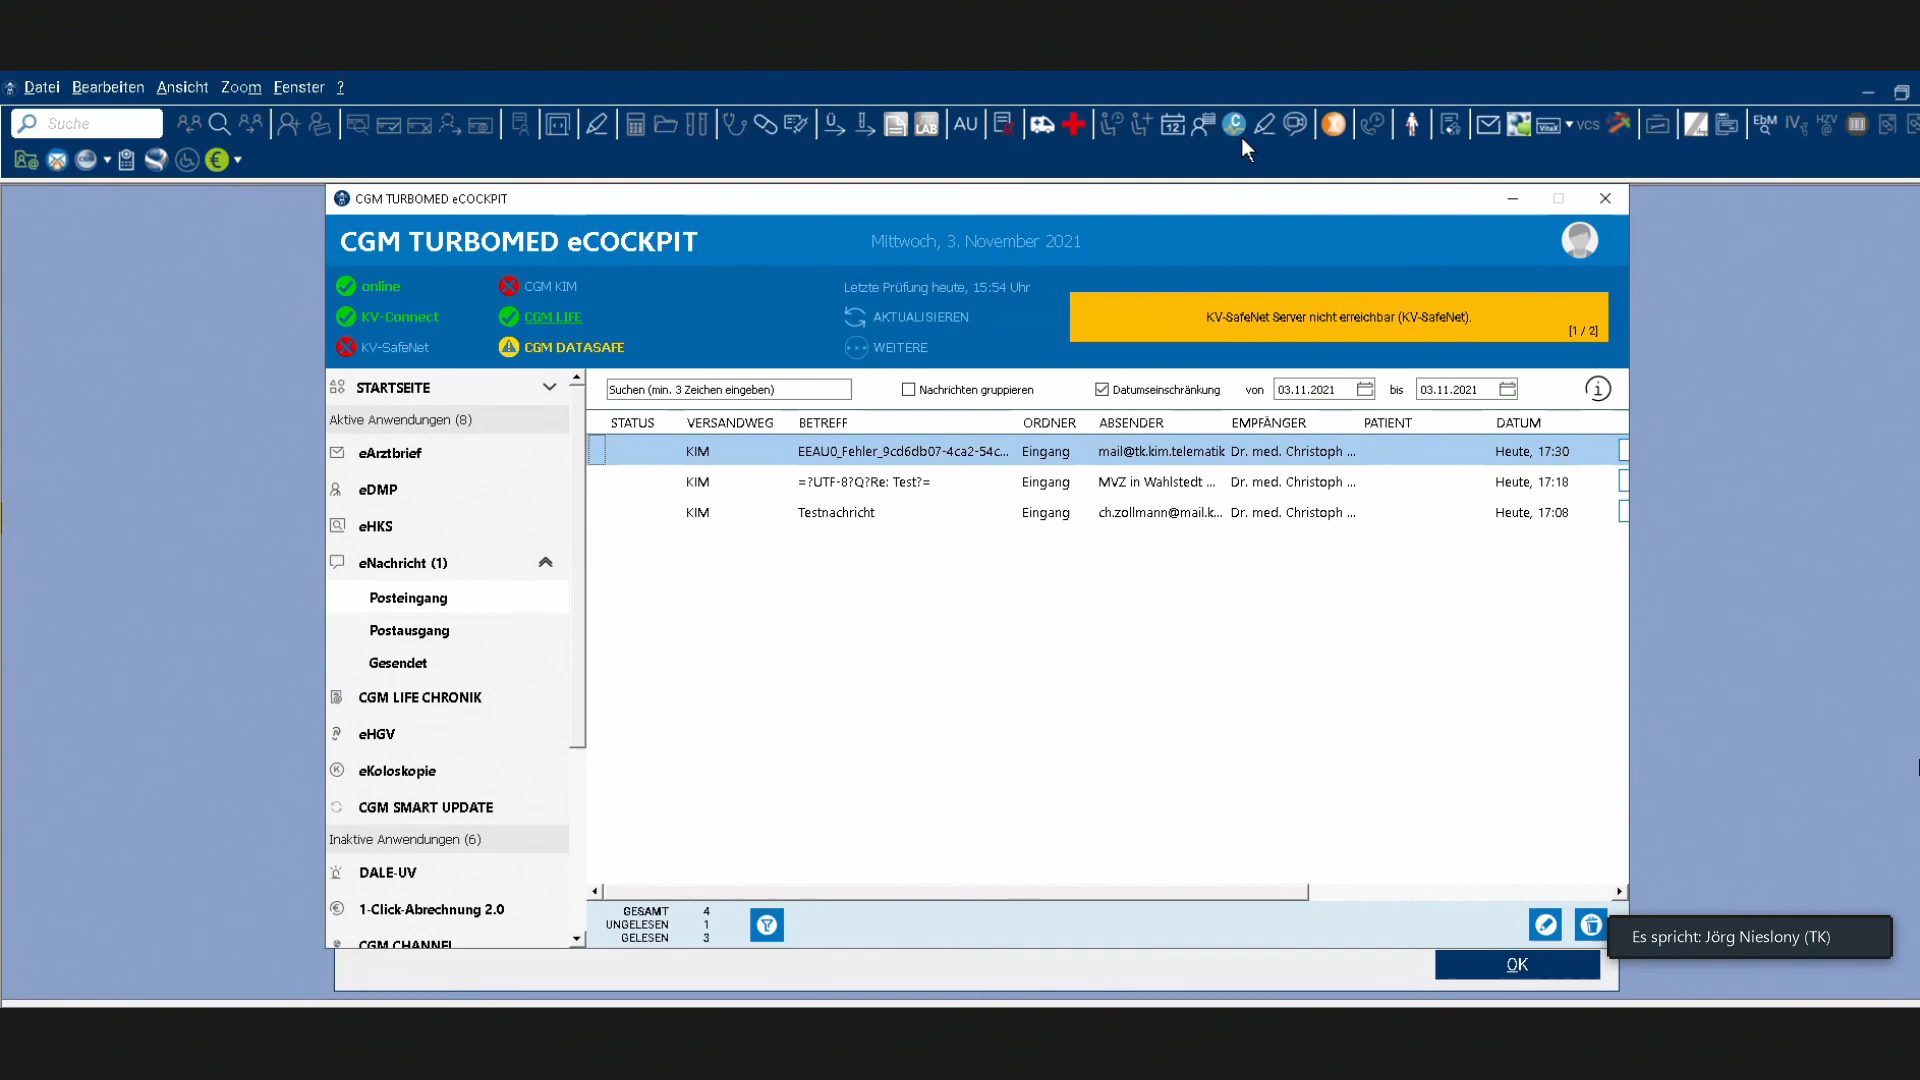 Datei Bearbeiten Ansicht Zoom Fenster ?
Suche
LAB
AU
12
Vitax
VCS
EbM
IV
HZV
CGM TURBOMED eCOCKPIT
CGM TURBOMED eCOCKPIT
Mittwoch, 3. November 2021
online
CGM KIM
Letzte Prüfung heute, 15:54 Uhr
KV-Connect
CGM LIFE
AKTUALISIEREN
KV-SafeNet Server nicht erreichbar (KV-SafeNet).
[1 / 2]
KV-SafeNet
CGM DATASAFE
WEITERE
STARTSEITE
Aktive Anwendungen (8)
eArztbrief
eDMP
eHKS
eNachricht (1)
Posteingang
Postausgang
Gesendet
CGM LIFE CHRONIK
eHGV
eKoloskopie
CGM SMART UPDATE
Inaktive Anwendungen (6)
DALE-UV
1-Click-Abrechnung 2.0
CGM CHANNEL
Suchen (min. 3 Zeichen eingeben)
Nachrichten gruppieren
Datumseinschränkung
von 03.11.2021
bis 03.11.2021
STATUS VERSANDWEG BETREFF ORDNER ABSENDER EMPFÄNGER PATIENT DATUM
KIM EEAU0_Fehler_9cd6db07-4ca2-54c... Eingang mail@tk.kim.telematik Dr. med. Christoph ... Heute, 17:30
KIM =?UTF-8?Q?Re: Test?= Eingang MVZ in Wahlstedt ... Dr. med. Christoph ... Heute, 17:18
KIM Testnachricht Eingang ch.zollmann@mail.k... Dr. med. Christoph ... Heute, 17:08
GESAMT 4
UNGELESEN 1
GELESEN 3
Es spricht: Jörg Nieslony (TK)
OK